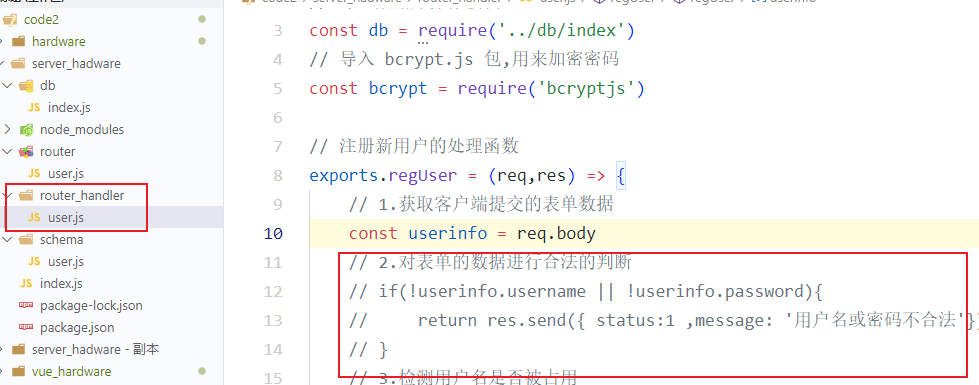 code2
hardware
server_hadware
db
JS index.js
node_modules
router
JS user.js
router_handler
JS user.js
schema
JS user.js
JS index.js
package-lock.json
package.json
server_hadware - 副本
vue_hardware
3 const db = require('../db/index')
4 // 导入 bcrypt.js 包,用来加密密码
5 const bcrypt = require('bcryptjs')
6
7 // 注册新用户的处理函数
8 exports.regUser = (req,res) => {
9 // 1.获取客户端提交的表单数据
10 const userinfo = req.body
11 // 2.对表单的数据进行合法的判断
12 // if(!userinfo.username || !userinfo.password){
13 // return res.send({ status:1 ,message: '用户名或密码不合法'})
14 // }
15 // 3.检测用户名是否被占用